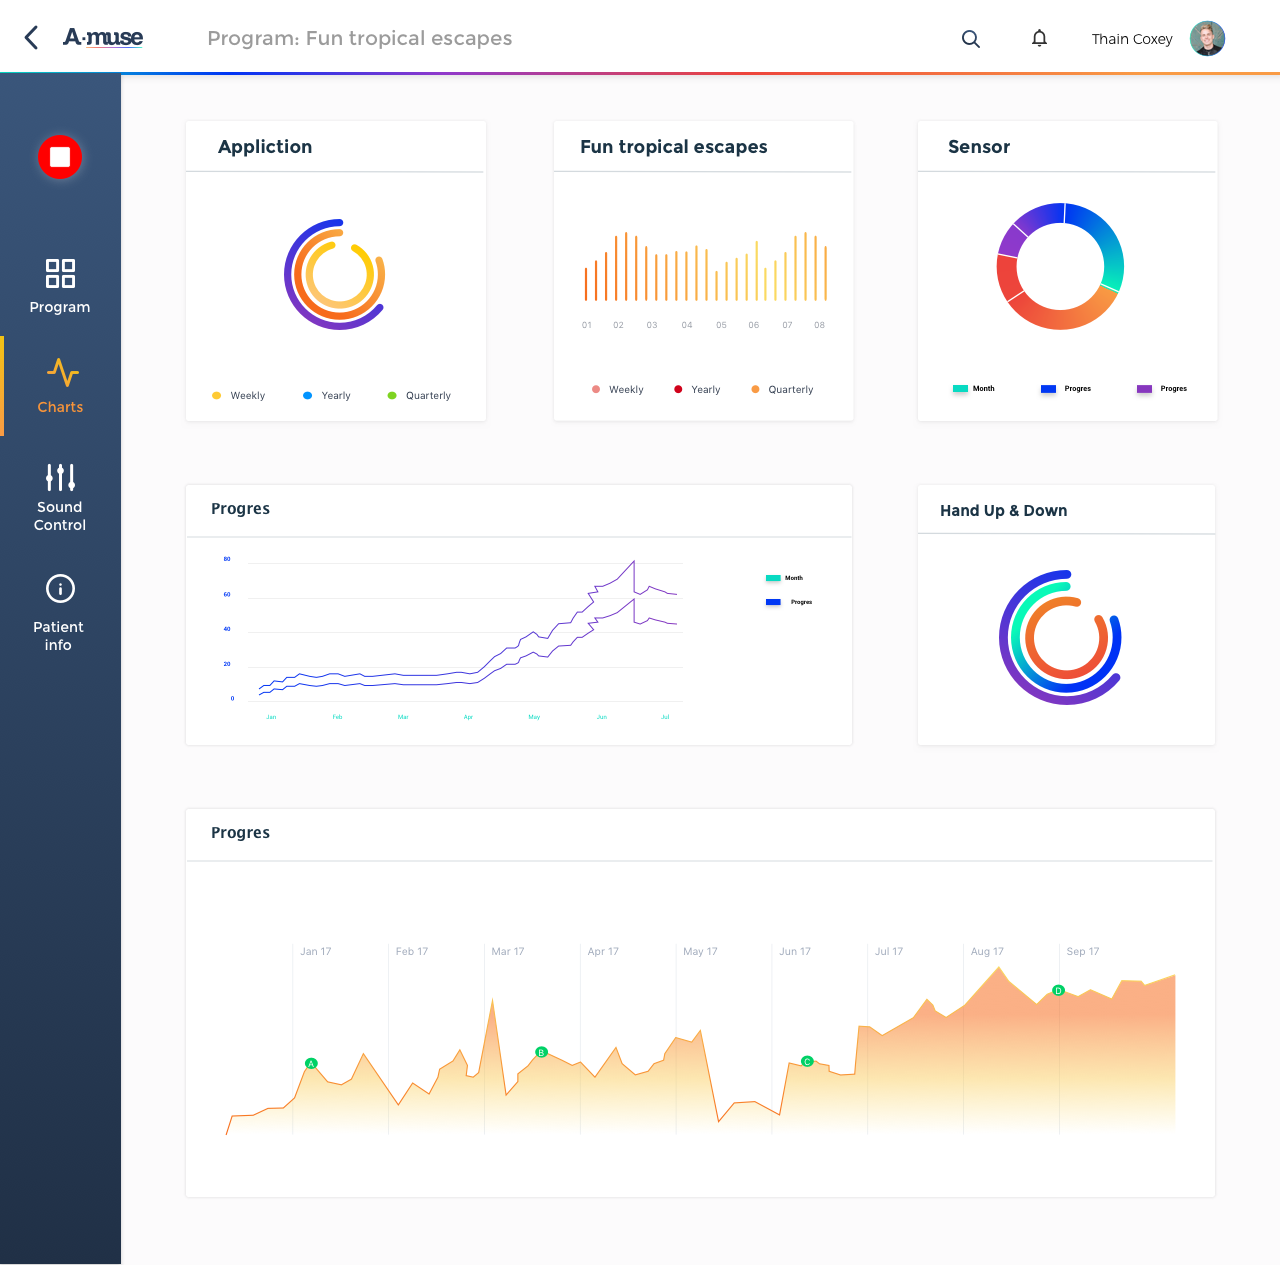 A·muse
Program: Fun tropical escapes
Thain Coxey
Program
Charts
Sound
Control
Patient
info
Appliction
Weekly Yearly Quarterly
Fun tropical escapes
01 02 03 04 05 06 07 08
Weekly Yearly Quarterly
Sensor
Month Progres Progres
Progres
80
60
40
20
0
Jan Feb Mar Apr May Jun Jul
Month
Progres
Hand Up & Down
Progres
Jan 17 Feb 17 Mar 17 Apr 17 May 17 Jun 17 Jul 17 Aug 17 Sep 17
A B C D